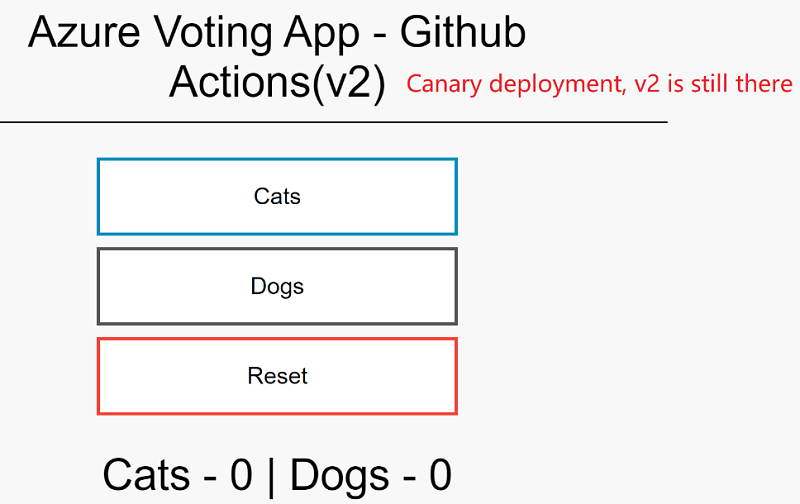 Azure Voting App - Github
Actions(v2) Canary deployment, v2 is still there
Cats
Dogs
Reset
Cats - 0 | Dogs - 0